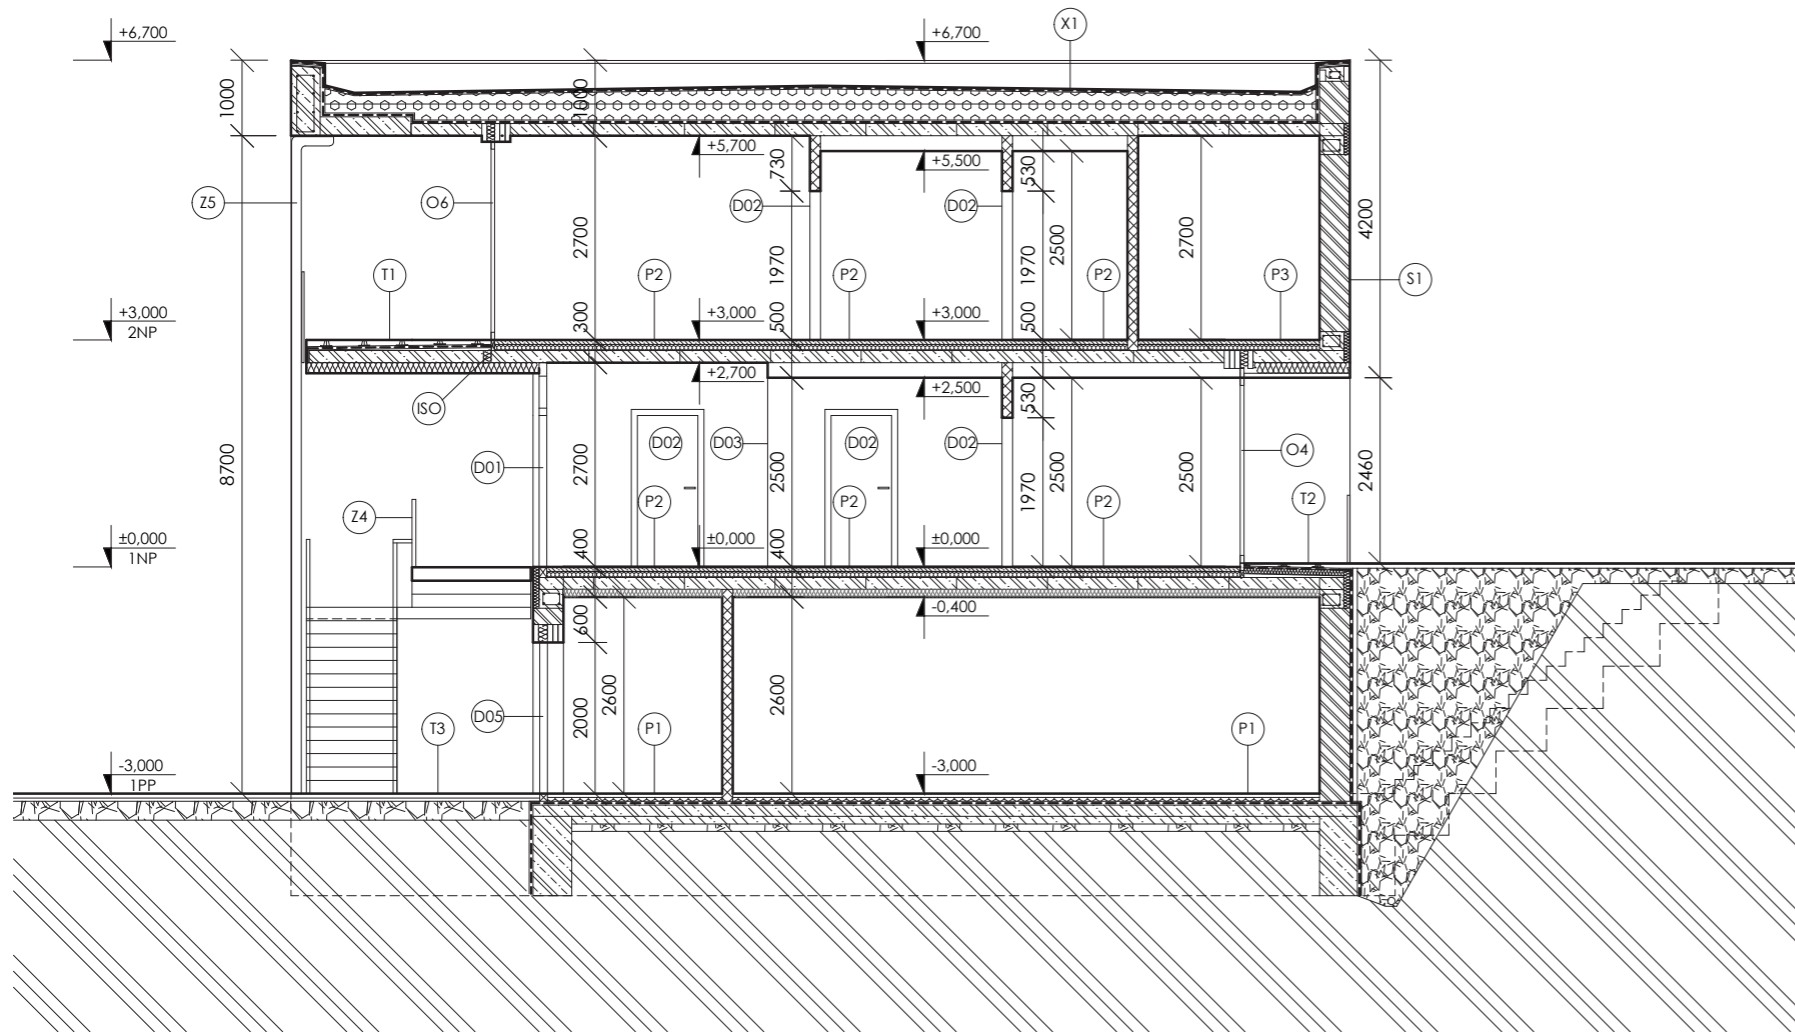 +6,700
+6,700
X1
1000
1000
+5,700
730
+5,500
530
Z5
O6
D02
D02
2700
1970
1970
2500
2700
4200
T1
P2
P2
P2
P3
S1
+3,000
2NP
300
+3,000
500
+3,000
500
+2,700
+2,500
530
ISO
8700
D01
2700
D02
D03
2500
D02
D02
1970
2500
2500
O4
2460
Z4
P2
P2
P2
T2
±0,000
1NP
400
±0,000
400
±0,000
-0,400
600
2000
2600
2600
T3
D05
P1
P1
-3,000
1PP
-3,000